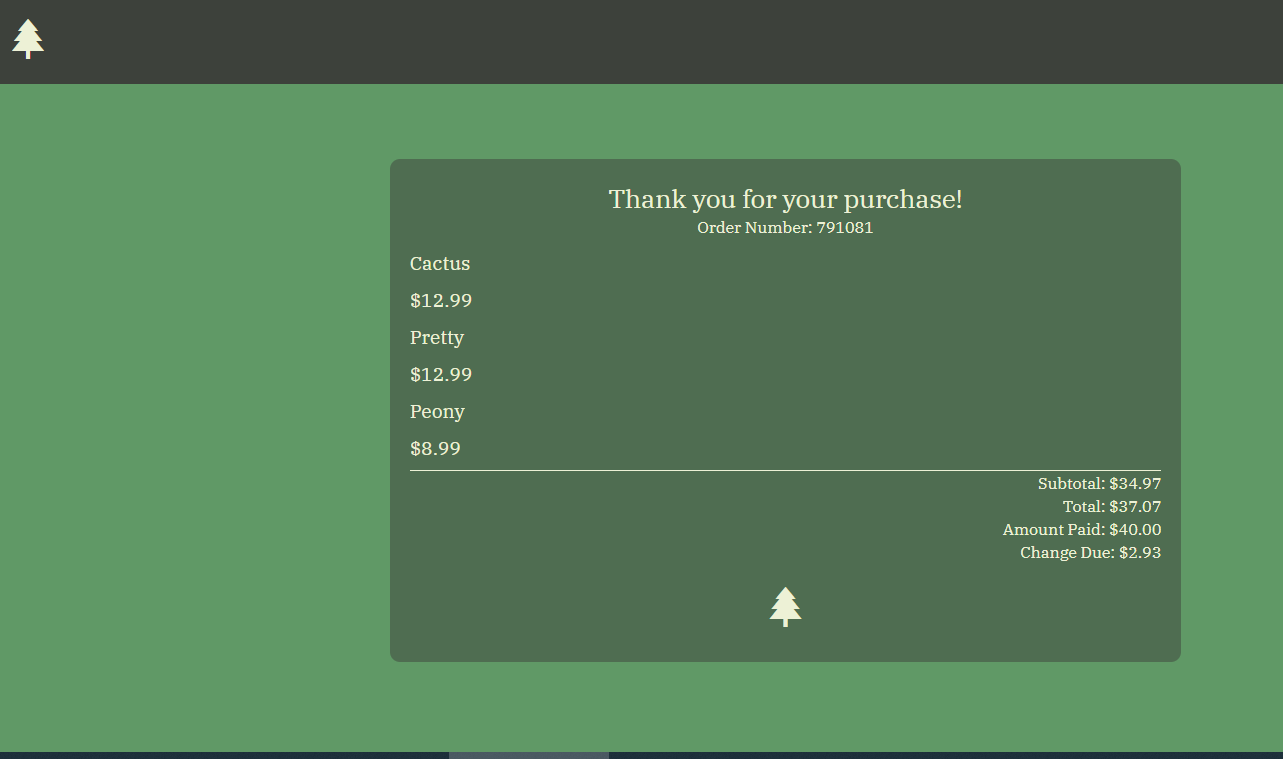 Thank you for your purchase!
Order Number: 791081
Cactus
$12.99
Pretty
$12.99
Peony
$8.99
Subtotal: $34.97
Total: $37.07
Amount Paid: $40.00
Change Due: $2.93